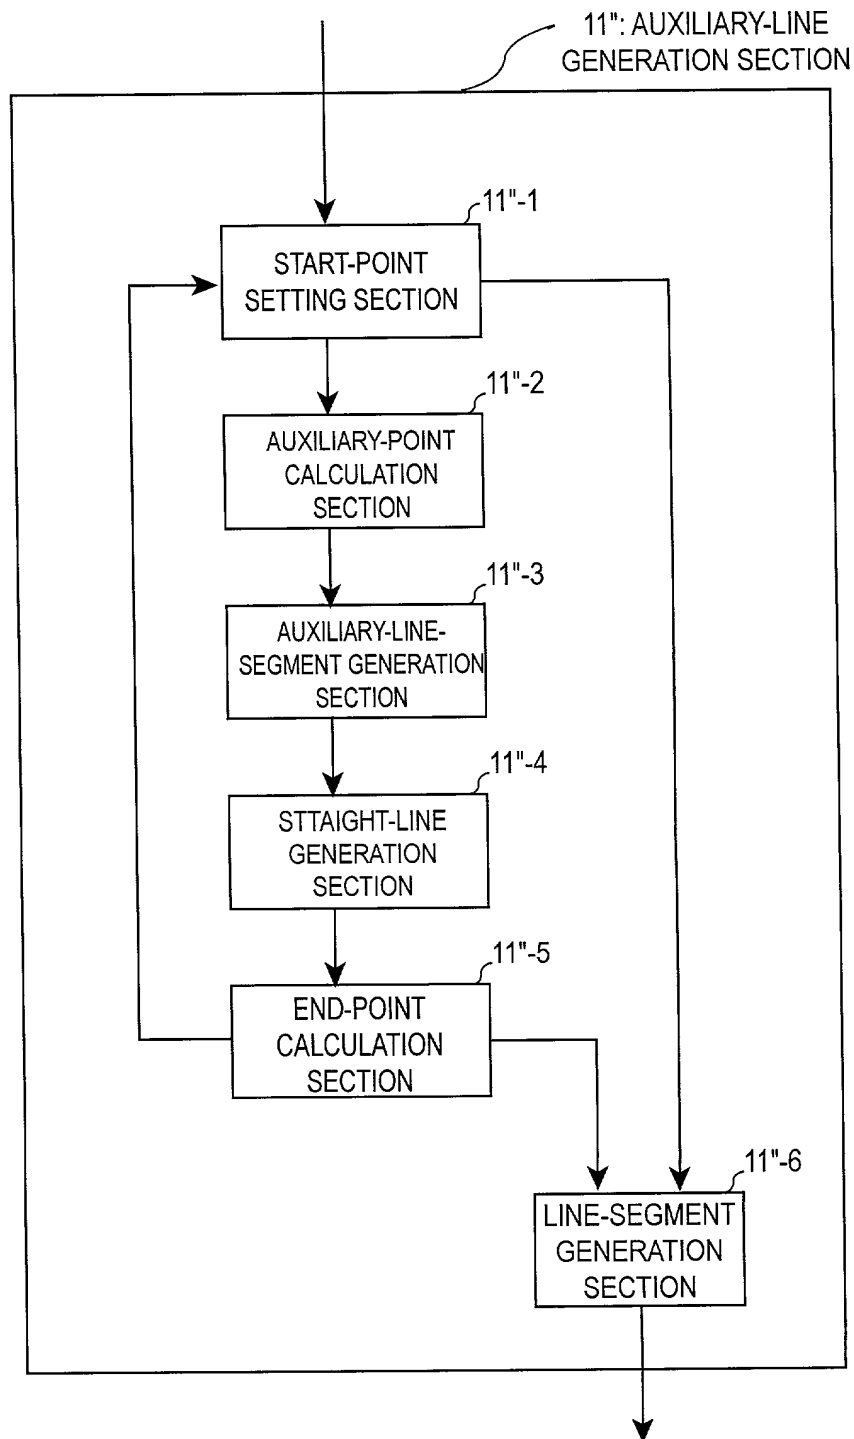 11": AUXILIARY-LINE
GENERATION SECTION
11"-1
START-POINT
SETTING SECTION
11"-2
AUXILIARY-POINT
CALCULATION
SECTION
11"-3
AUXILIARY-LINE-
SEGMENT GENERATION
SECTION
11"-4
STTAIGHT-LINE
GENERATION
SECTION
11"-5
END-POINT
CALCULATION
SECTION
11"-6
LINE-SEGMENT
GENERATION
SECTION